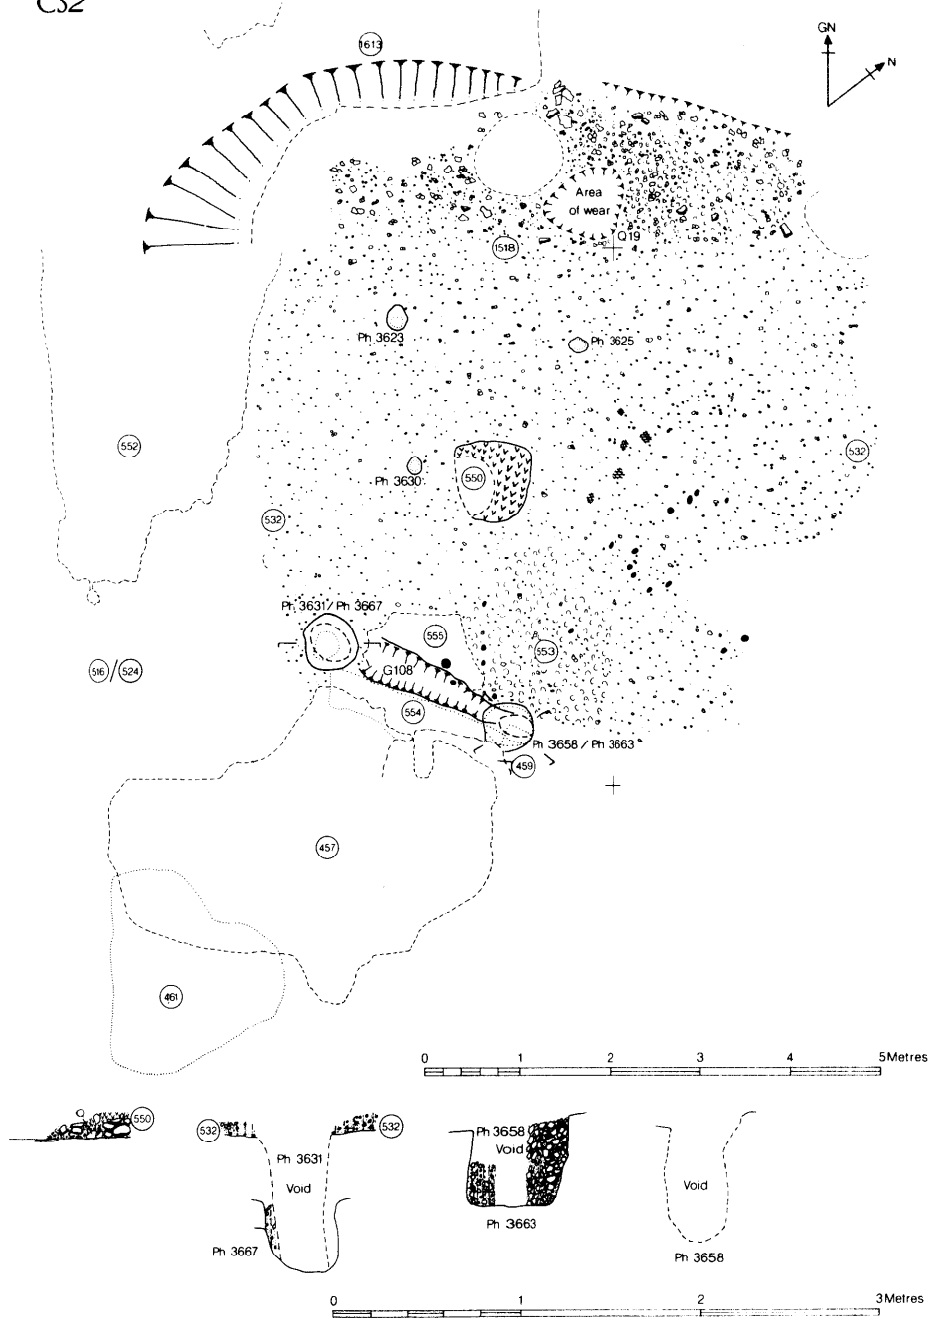 CS2
1613
GN
N
Area
of wear
Q19
1518
Ph 3623
Ph 3625
552
532
550
Ph 3630
532
Ph 3631/Ph 3667
555
553
516/524
G108
554
Ph 3658/Ph 3663
459
457
461
0 1 2 3 4 5 Metres
550
532
532
Ph 3631
Void
Ph 3667
Ph 3658
Void
Ph 3663
Void
Ph 3658
0 1 2 3 Metres